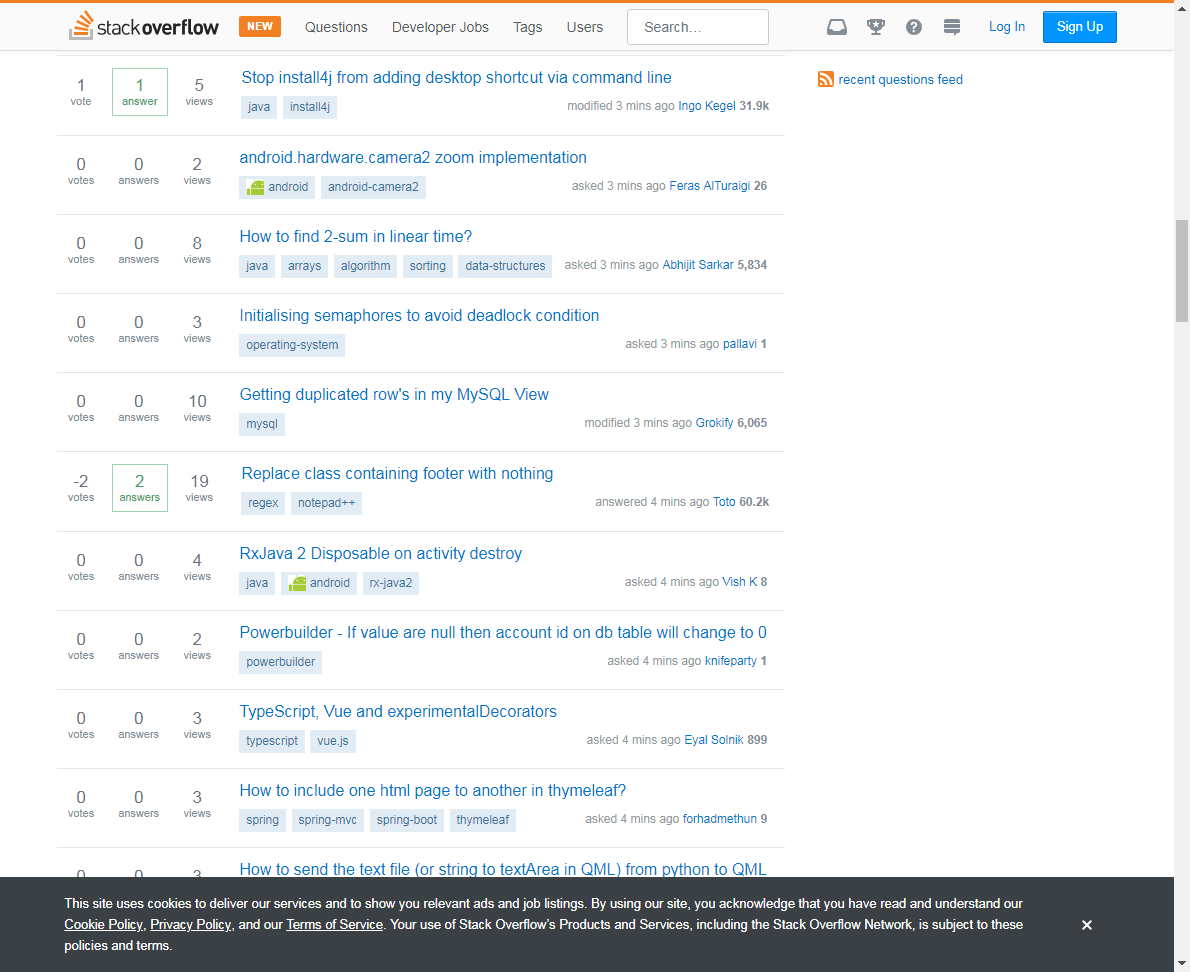 stackoverflow NEW Questions Developer Jobs Tags Users Search... Log In Sign Up
1 vote 1 answer 5 views
Stop install4j from adding desktop shortcut via command line
java install4j
modified 3 mins ago Ingo Kegel 31.9k
recent questions feed
0 votes 0 answers 2 views
android.hardware.camera2 zoom implementation
android android-camera2
asked 3 mins ago Feras AlTuraigi 26
0 votes 0 answers 8 views
How to find 2-sum in linear time?
java arrays algorithm sorting data-structures
asked 3 mins ago Abhijit Sarkar 5,834
0 votes 0 answers 3 views
Initialising semaphores to avoid deadlock condition
operating-system
asked 3 mins ago pallavi 1
0 votes 0 answers 10 views
Getting duplicated row's in my MySQL View
mysql
modified 3 mins ago Grokify 6,065
-2 votes 2 answers 19 views
Replace class containing footer with nothing
regex notepad++
answered 4 mins ago Toto 60.2k
0 votes 0 answers 4 views
RxJava 2 Disposable on activity destroy
java android rx-java2
asked 4 mins ago Vish K 8
0 votes 0 answers 2 views
Powerbuilder - If value are null then account id on db table will change to 0
powerbuilder
asked 4 mins ago knifeparty 1
0 votes 0 answers 3 views
TypeScript, Vue and experimentalDecorators
typescript vue.js
asked 4 mins ago Eyal Solnik 899
0 votes 0 answers 3 views
How to include one html page to another in thymeleaf?
spring spring-mvc spring-boot thymeleaf
asked 4 mins ago forhadmethun 9
0 0 3
How to send the text file (or string to textArea in QML) from python to QML
This site uses cookies to deliver our services and to show you relevant ads and job listings. By using our site, you acknowledge that you have read and understand our
Cookie Policy, Privacy Policy, and our Terms of Service. Your use of Stack Overflow's Products and Services, including the Stack Overflow Network, is subject to these
policies and terms.